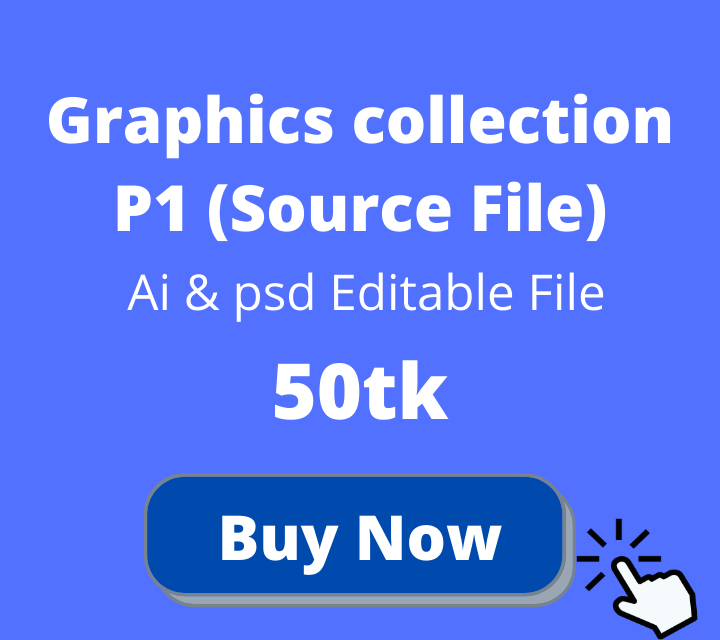 Graphics collection
P1 (Source File)
Ai & psd Editable File
50tk
Buy Now